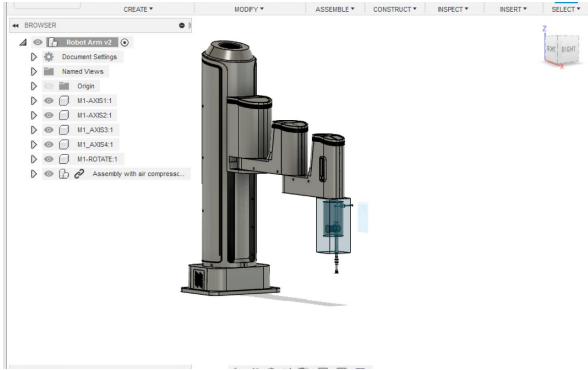 CREATE ▾ MODIFY ▾ ASSEMBLE ▾ CONSTRUCT ▾ INSPECT ▾ INSERT ▾ SELECT ▾
BROWSER
Robot Arm v2
Document Settings
Named Views
Origin
M1-AXIS1:1
M1-AXIS2:1
M1_AXIS3:1
M1_AXIS4:1
M1-ROTATE:1
Assembly with air compressc...
Z
RIGHT
X